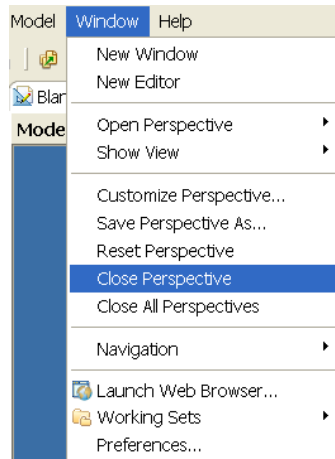 Model Window Help
New Window
New Editor
Blan
Mode
Open Perspective
Show View
Customize Perspective...
Save Perspective As...
Reset Perspective
Close Perspective
Close All Perspectives
Navigation
Launch Web Browser...
Working Sets
Preferences...